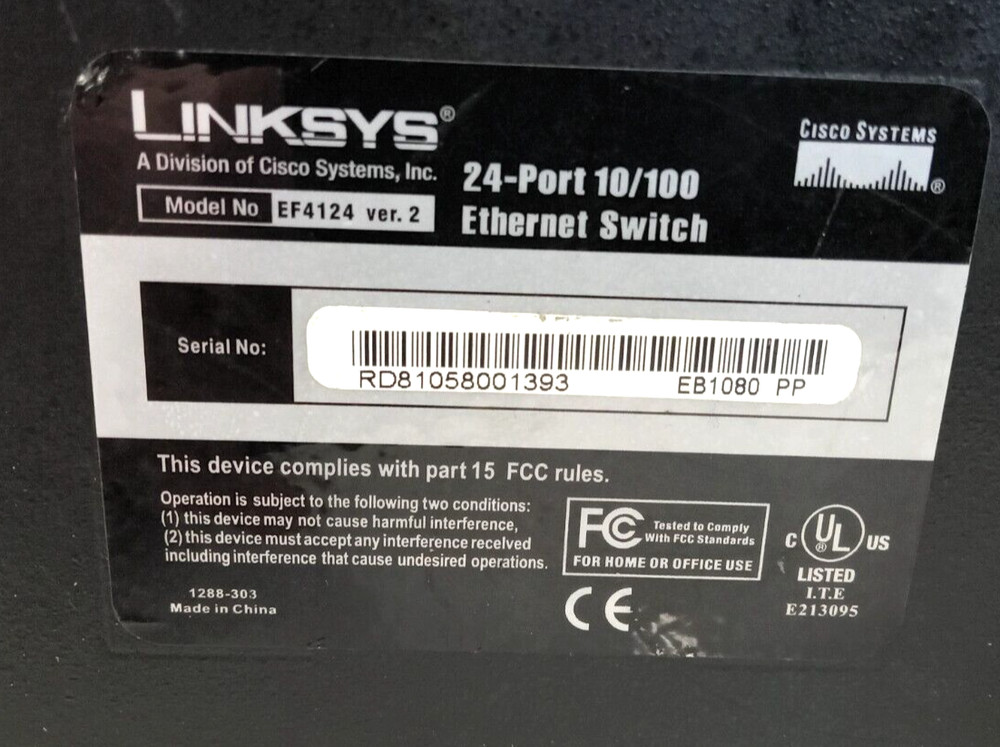 LINKSYS®
A Division of Cisco Systems, Inc.
Model No EF4124 ver. 2
24-Port 10/100
Ethernet Switch
CISCO SYSTEMS
®
Serial No:
RD81058001393 EB1080 PP
This device complies with part 15 FCC rules.
Operation is subject to the following two conditions:
(1) this device may not cause harmful interference,
(2) this device must accept any interference received
including interference that cause undesired operations.
1288-303
Made in China
FC Tested to Comply
With FCC Standards
FOR HOME OR OFFICE USE
CE
C UL® US
LISTED
I.T.E
E213095